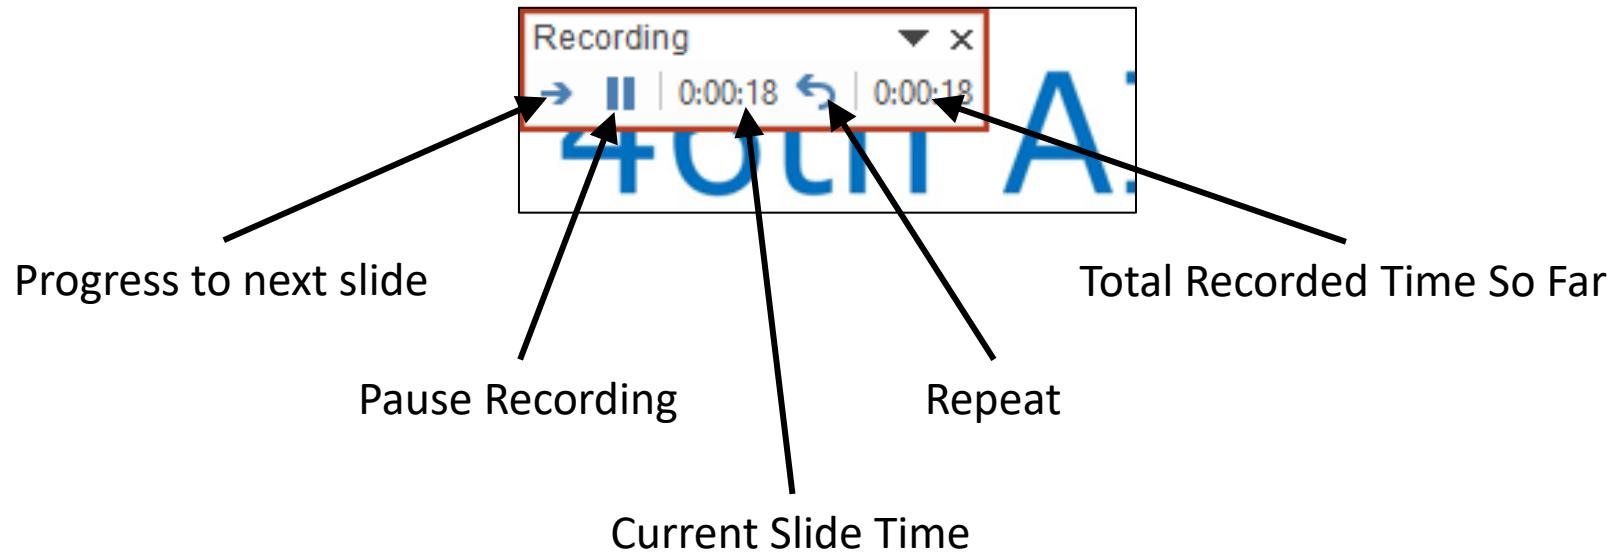 Recording
0:00:18 0:00:18
Progress to next slide
Total Recorded Time So Far
Pause Recording
Repeat
Current Slide Time